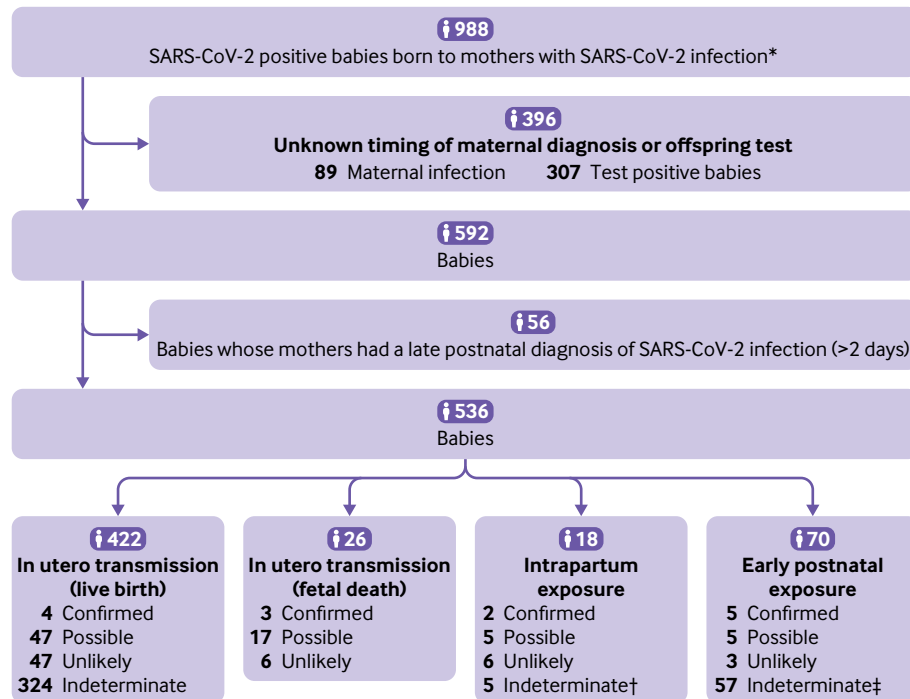 988
SARS-CoV-2 positive babies born to mothers with SARS-CoV-2 infection*
396
Unknown timing of maternal diagnosis or offspring test
89 Maternal infection 307 Test positive babies
592
Babies
56
Babies whose mothers had a late postnatal diagnosis of SARS-CoV-2 infection (>2 days)
536
Babies
422
In utero transmission
(live birth)
4 Confirmed
47 Possible
47 Unlikely
324 Indeterminate
26
In utero transmission
(fetal death)
3 Confirmed
17 Possible
6 Unlikely
18
Intrapartum
exposure
2 Confirmed
5 Possible
6 Unlikely
5 Indeterminate†
70
Early postnatal
exposure
5 Confirmed
5 Possible
3 Unlikely
57 Indeterminate‡